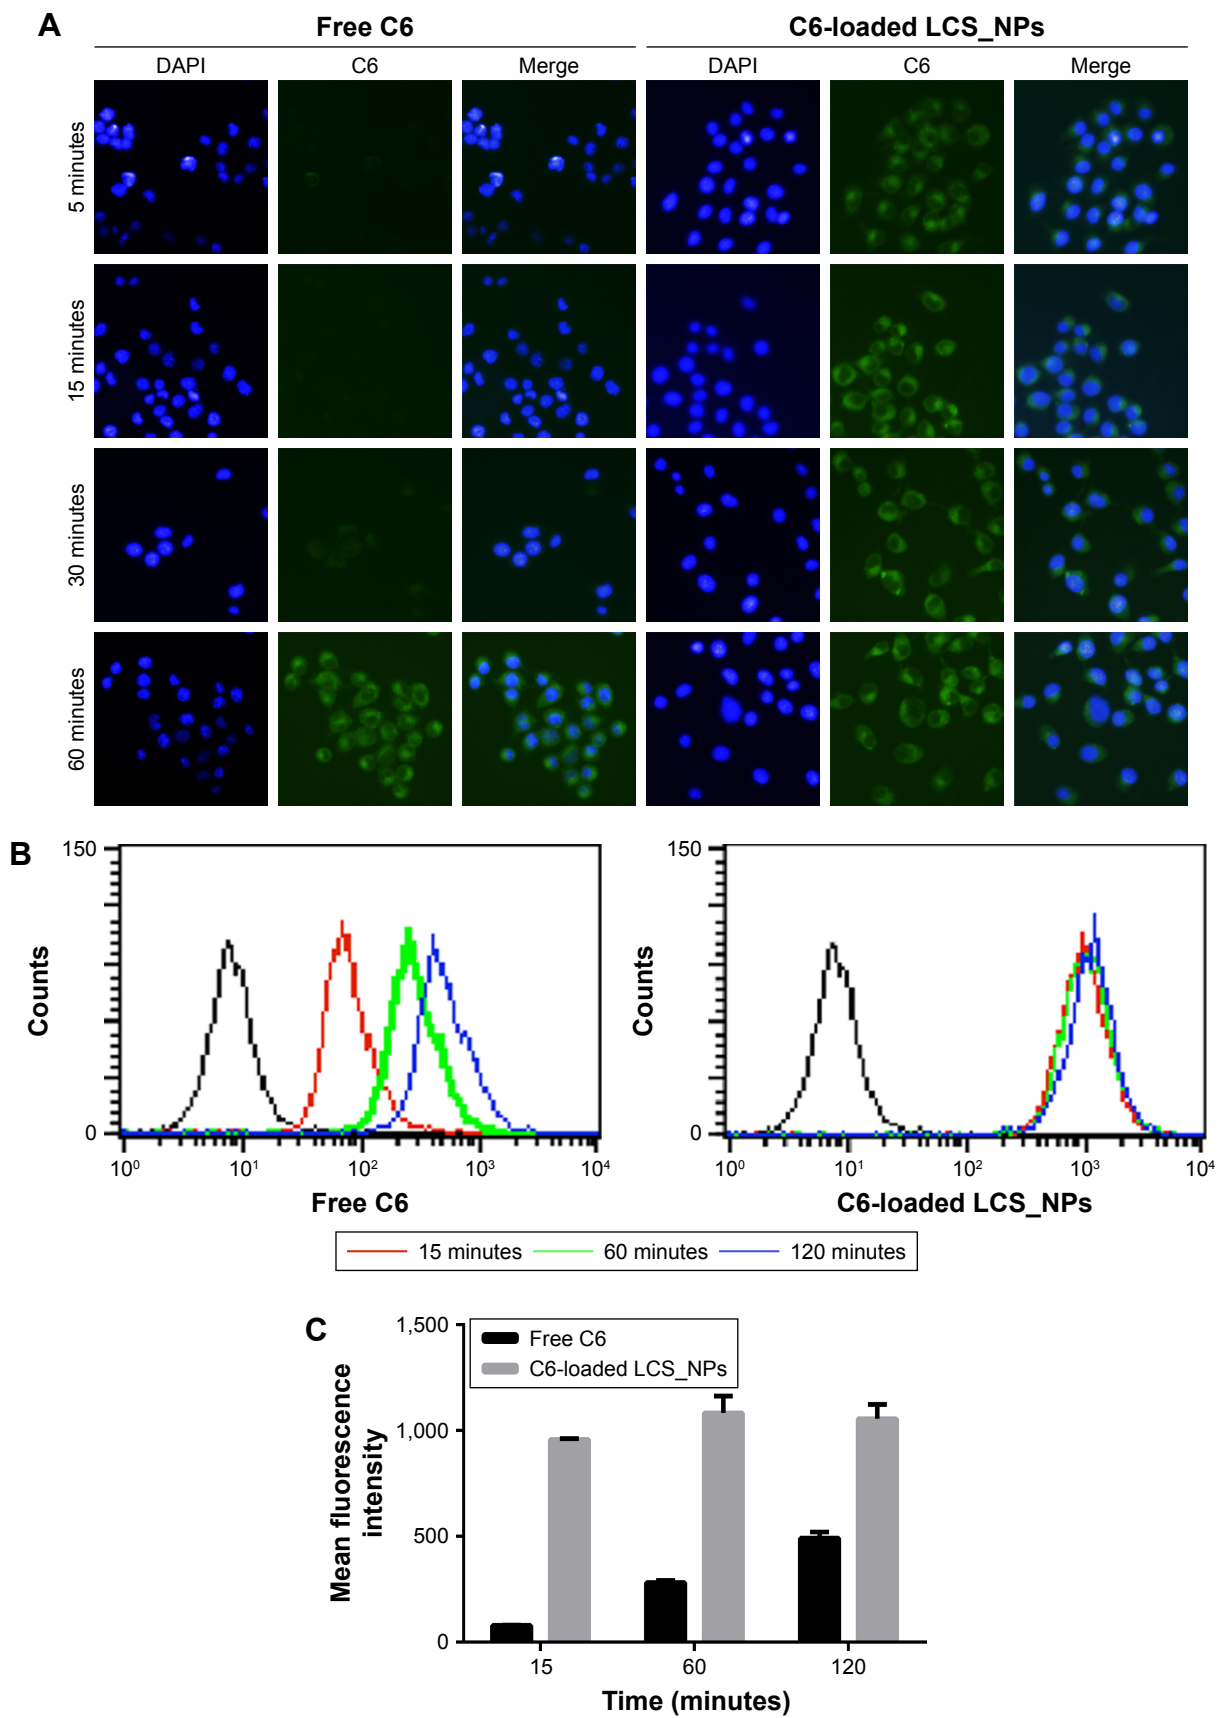 A
Free C6
C6-loaded LCS_NPs
DAPI C6 Merge DAPI C6 Merge
5 minutes
15 minutes
30 minutes
60 minutes
B
150
0
Counts
10⁰ 10¹ 10² 10³ 10⁴
Free C6
150
0
Counts
10⁰ 10¹ 10² 10³ 10⁴
C6-loaded LCS_NPs
15 minutes 60 minutes 120 minutes
C
Free C6
C6-loaded LCS_NPs
Mean fluorescence
intensity
1,500
1,000
500
0
15 60 120
Time (minutes)